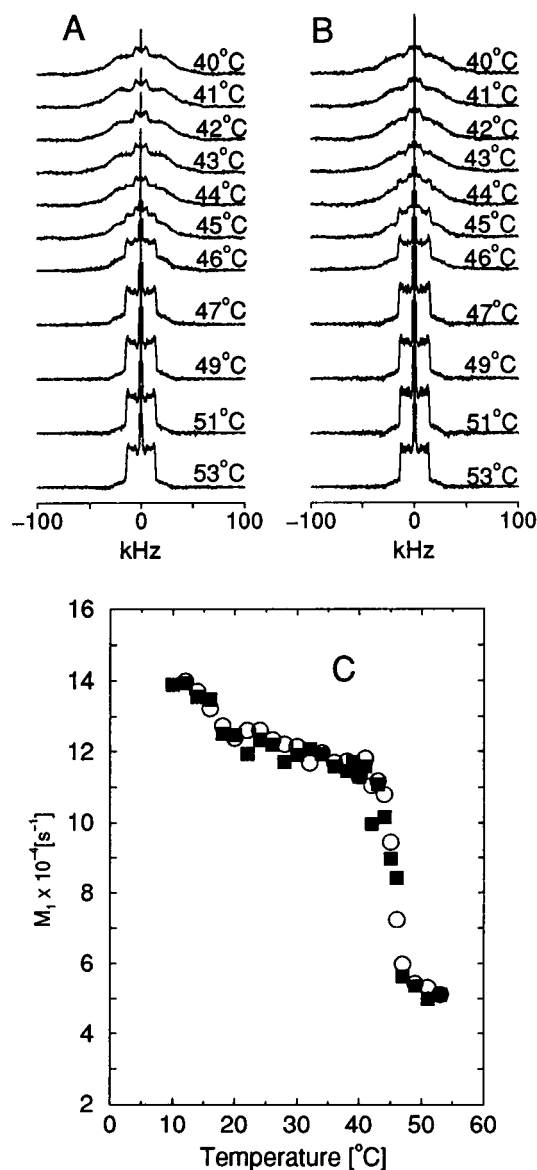 A
40°C
41°C
42°C
43°C
44°C
45°C
46°C
47°C
49°C
51°C
53°C
−100 0 100
kHz
B
40°C
41°C
42°C
43°C
44°C
45°C
46°C
47°C
49°C
51°C
53°C
−100 0 100
kHz
C
16
14
12
10
8
6
4
2
M₁ x 10⁻⁴[s⁻¹]
0 10 20 30 40 50 60
Temperature [°C]